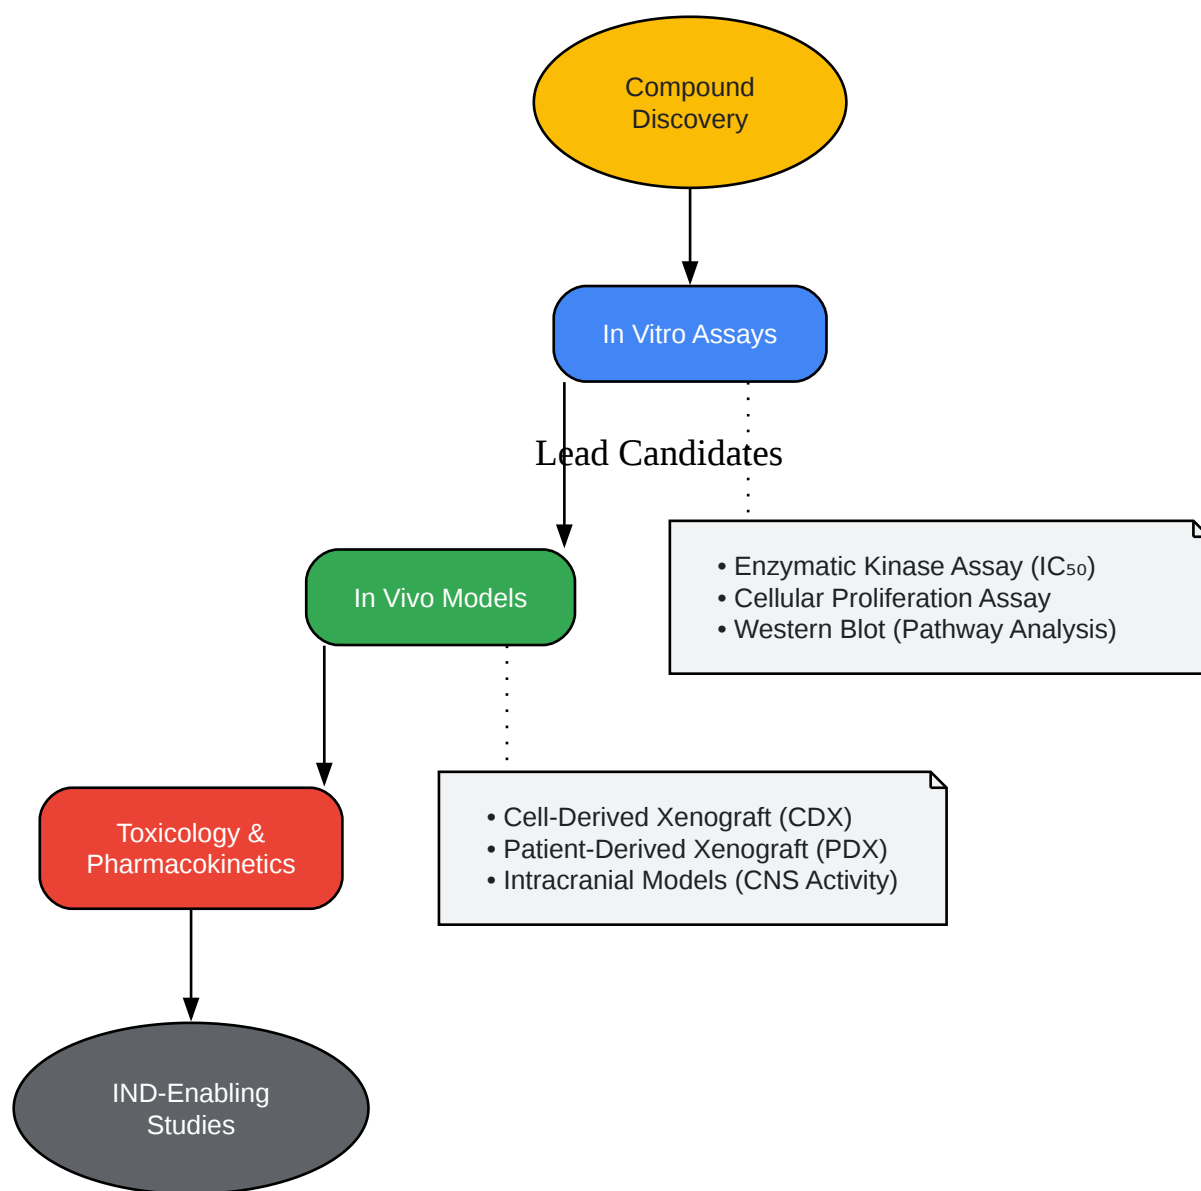 Compound
Discovery
In Vitro Assays
Lead Candidates
• Enzymatic Kinase Assay (IC₅₀)
• Cellular Proliferation Assay
• Western Blot (Pathway Analysis)
In Vivo Models
• Cell-Derived Xenograft (CDX)
• Patient-Derived Xenograft (PDX)
• Intracranial Models (CNS Activity)
Toxicology &
Pharmacokinetics
IND-Enabling
Studies